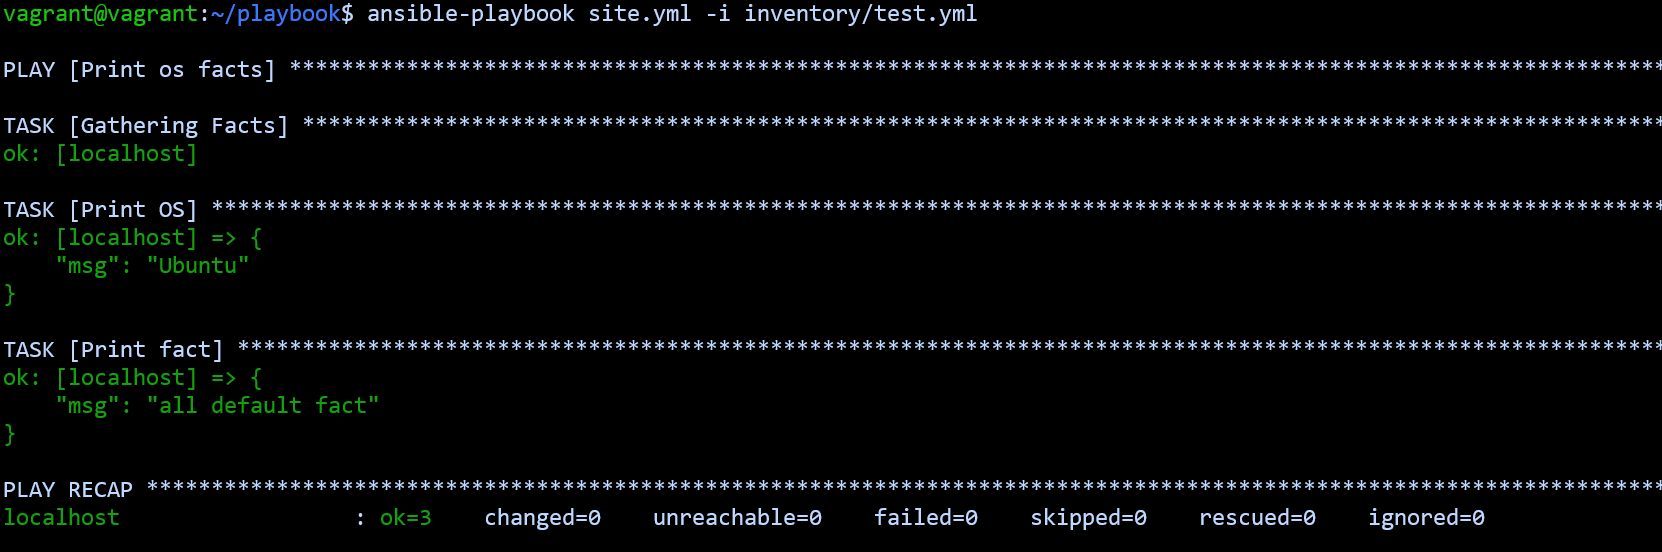 vagrant@vagrant:~/playbook$ ansible-playbook site.yml -i inventory/test.yml
PLAY [Print os facts] *********************************************************************************************************
TASK [Gathering Facts] ********************************************************************************************************
ok: [localhost]
TASK [Print OS] ***************************************************************************************************************
ok: [localhost] => {
    "msg": "Ubuntu"
}
TASK [Print fact] *************************************************************************************************************
ok: [localhost] => {
    "msg": "all default fact"
}
PLAY RECAP ********************************************************************************************************************
localhost                  : ok=3    changed=0    unreachable=0    failed=0    skipped=0    rescued=0    ignored=0